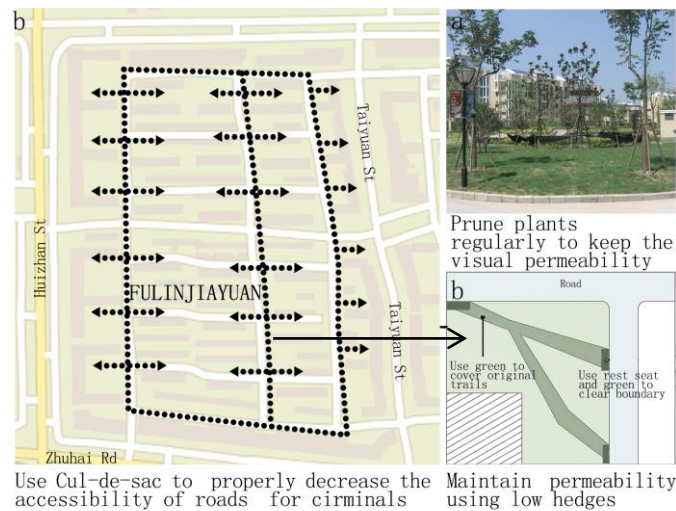 b
Huizhan St
Taiyuan St
FULINJIAYUAN
Taiyuan St
Zhuhai Rd
Use Cul-de-sac to properly decrease the
accessibility of roads for cirminals
a
Prune plants
regularly to keep the
visual permeability
b
Road
Use green to
cover original
trails
Use rest seat
and green to
clear boundary
Maintain permeability
using low hedges